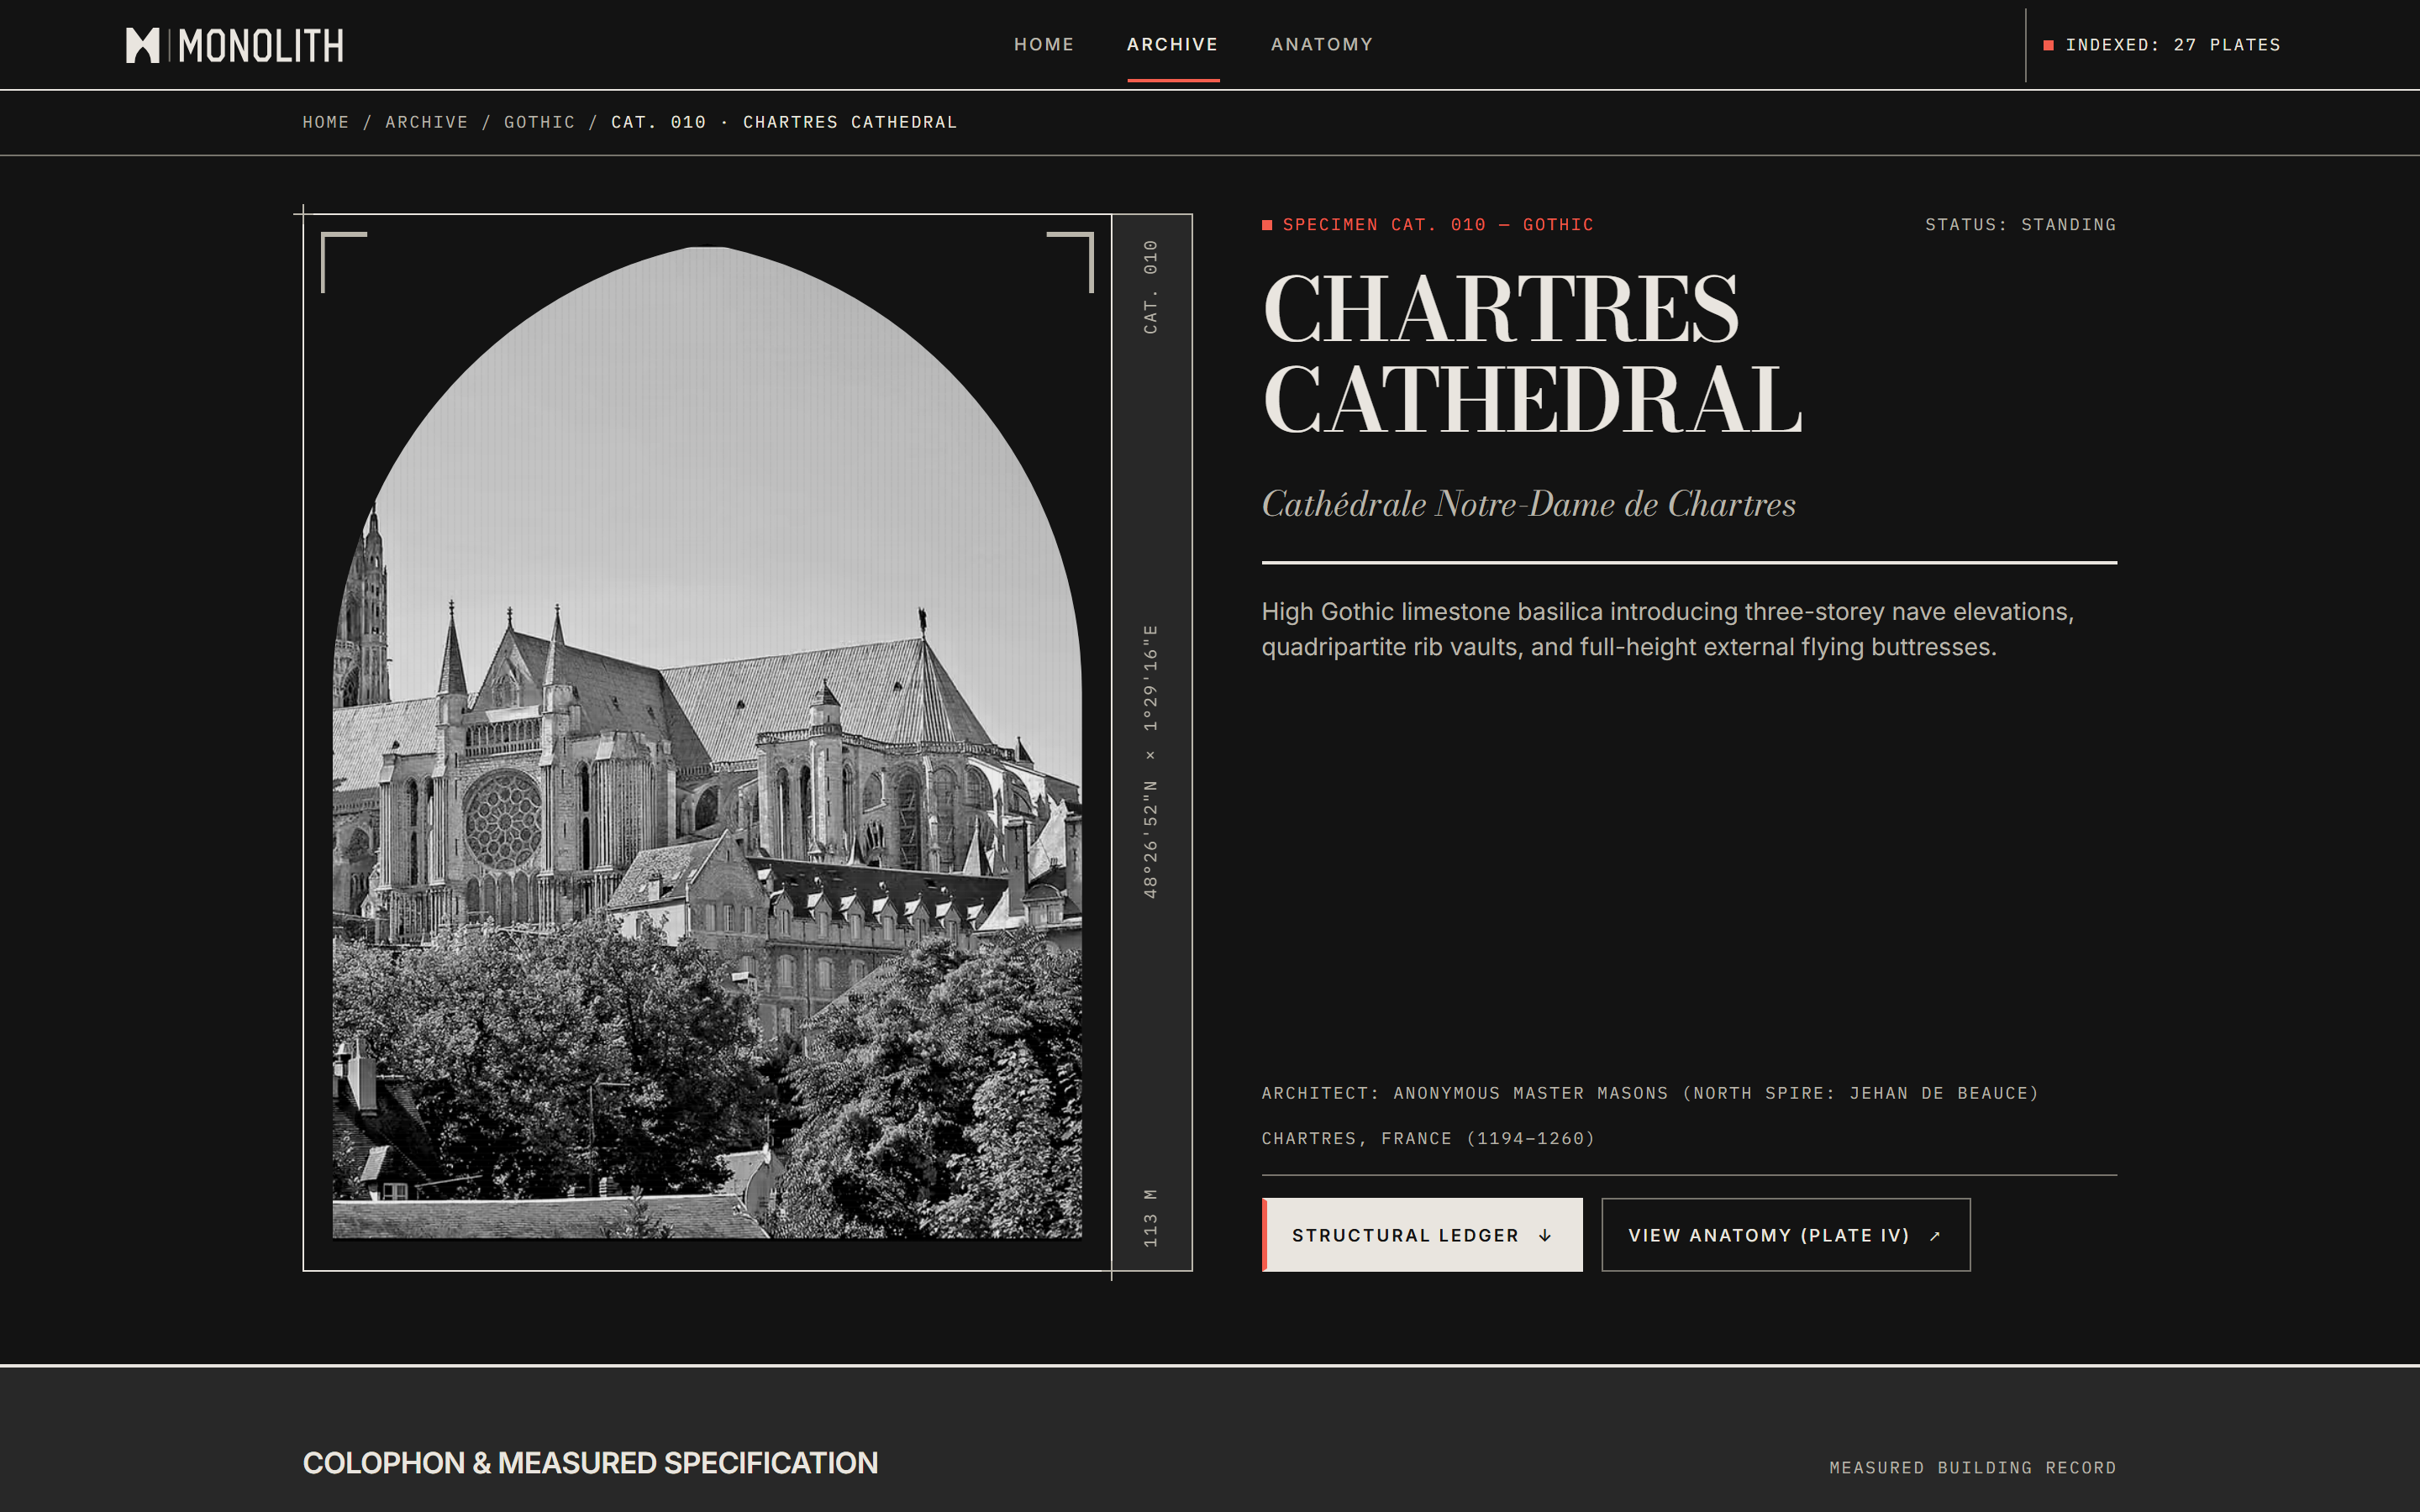 MONOLITH
HOME
ARCHIVE
ANATOMY
INDEXED: 27 PLATES
HOME / ARCHIVE / GOTHIC / CAT. 010 · CHARTRES CATHEDRAL
CAT. 010
48°26'52"N × 1°29'16"E
113 M
SPECIMEN CAT. 010 — GOTHIC
STATUS: STANDING
CHARTRES
CATHEDRAL
Cathédrale Notre-Dame de Chartres
High Gothic limestone basilica introducing three-storey nave elevations,
quadripartite rib vaults, and full-height external flying buttresses.
ARCHITECT: ANONYMOUS MASTER MASONS (NORTH SPIRE: JEHAN DE BEAUCE)
CHARTRES, FRANCE (1194–1260)
STRUCTURAL LEDGER ↓
VIEW ANATOMY (PLATE IV) ↗
COLOPHON & MEASURED SPECIFICATION
MEASURED BUILDING RECORD